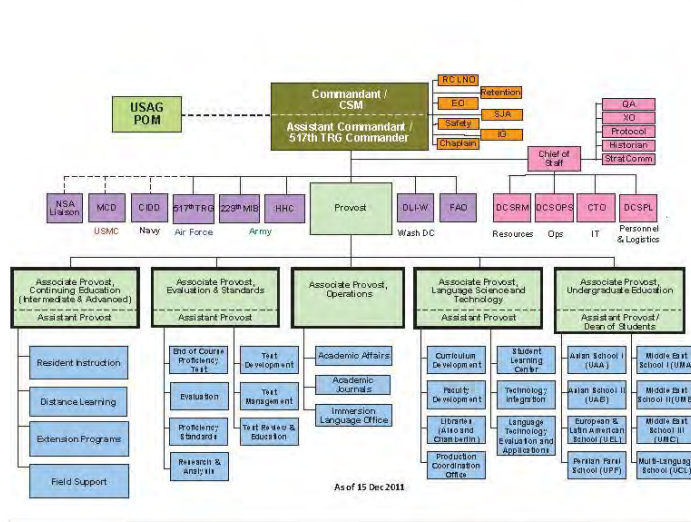 RC LNO
Retention
EO
SJA
Safety
IG
Chaplain
Commandant /
CSM
Assistant Commandant /
517th TRG Commander
USAG
POM
QA
XO
Protocol
Historian
StratComm
Chief of
Staff
NSA
Liaison
MCD
CIDD
517th TRG
229th MIB
HHC
Provost
DLI-W
FAO
DCSRM
DCSOPS
CTO
DCSPL
USMC
Navy
Air Force
Army
Wash DC
Resources
Ops
IT
Personnel
& Logistics
Associate Provost,
Continuing Education
(Intermediate & Advanced)
Assistant Provost
Associate Provost,
Evaluation & Standards
Assistant Provost
Associate Provost,
Operations
Associate Provost,
Language Science and
Technology
Assistant Provost
Associate Provost,
Undergraduate Education
Assistant Provost/
Dean of Students
Resident Instruction
Distance Learning
Extension Programs
Field Support
End of Course
Proficiency
Test
Evaluation
Proficiency
Standards
Research &
Analysis
Test
Development
Test
Management
Test Review &
Education
Academic Affairs
Academic
Journals
Immersion
Language Office
Curriculum
Development
Faculty
Development
Libraries
(Aiso and
Chamberlin)
Production
Coordination
Office
Student
Learning
Center
Technology
Integration
Language
Technology
Evaluation and
Applications
Asian School I
(UAA)
Asian School II
(UAB)
European &
Latin American
School (UEL)
Persian Farsi
School (UPF)
Middle East
School I (UMA
Middle East
School II (UMB
Middle East
School III
(UMC)
Multi-Languag
School (UCL)
As of 15 Dec 2011